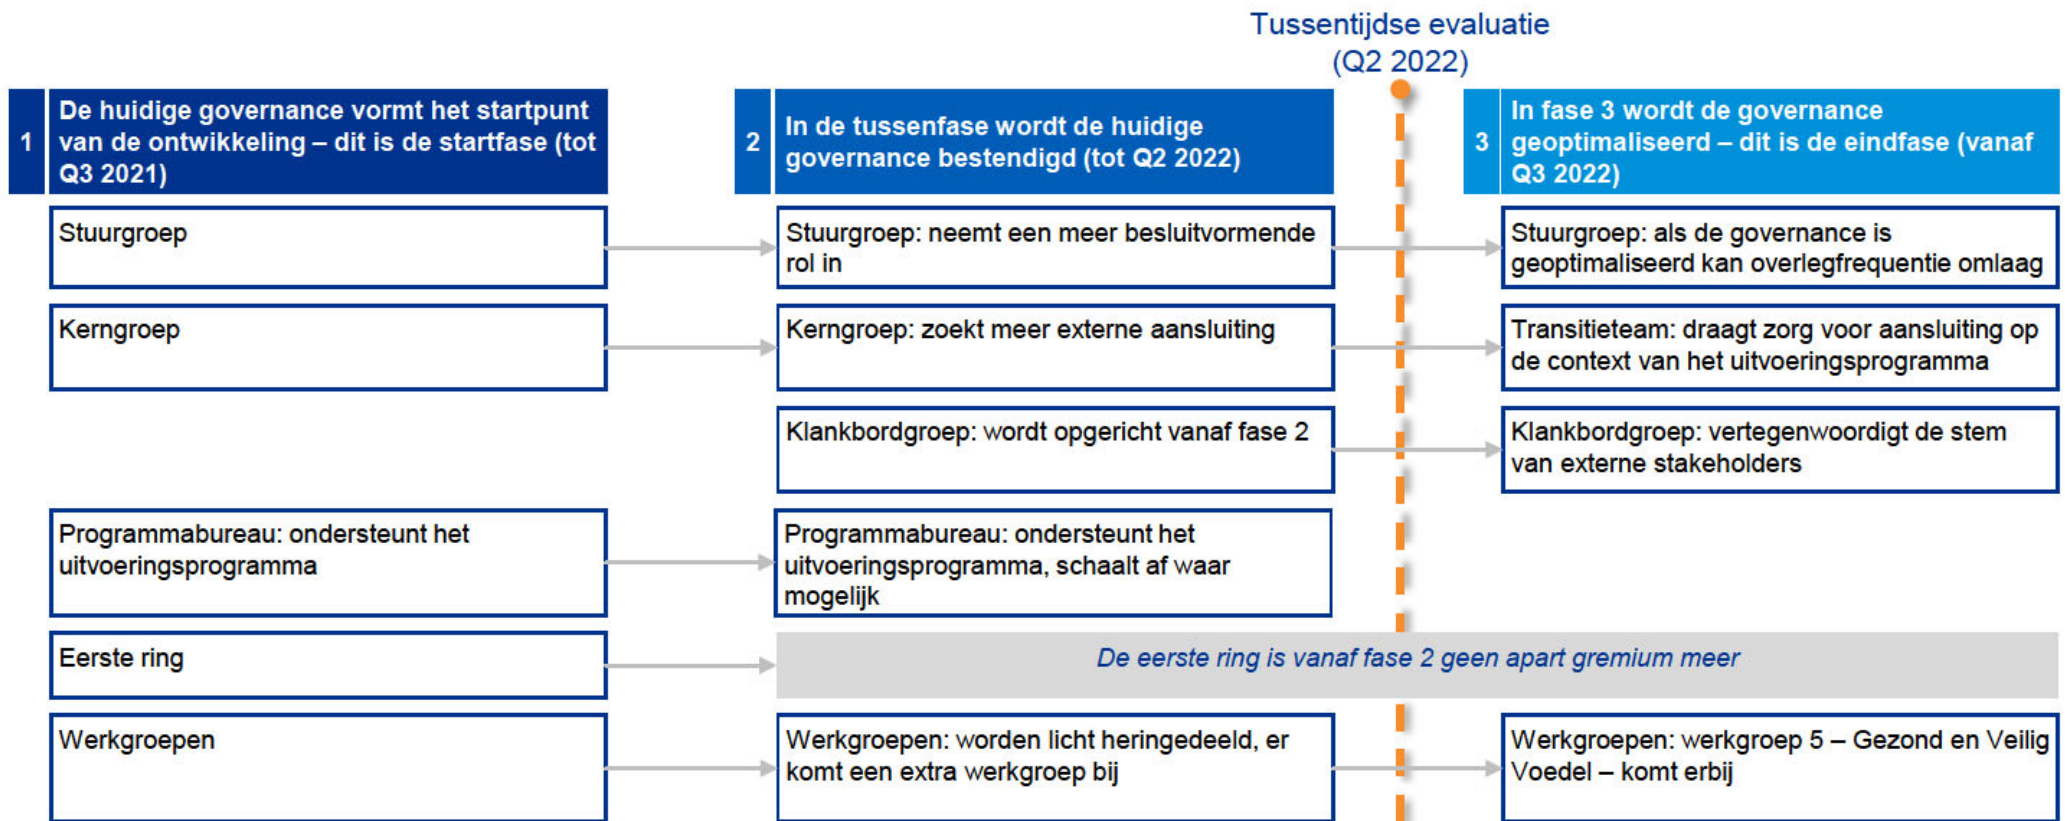 Tussentijdse evaluatie
(Q2 2022)
1
De huidige governance vormt het startpunt
van de ontwikkeling – dit is de startfase (tot
Q3 2021)
2
In de tussenfase wordt de huidige
governance bestendigd (tot Q2 2022)
3
In fase 3 wordt de governance
geoptimaliseerd – dit is de eindfase (vanaf
Q3 2022)
Stuurgroep
Stuurgroep: neemt een meer besluitvormende
rol in
Stuurgroep: als de governance is
geoptimaliseerd kan overlegfrequentie omlaag
Kerngroep
Kerngroep: zoekt meer externe aansluiting
Transitieteam: draagt zorg voor aansluiting op
de context van het uitvoeringsprogramma
Klankbordgroep: wordt opgericht vanaf fase 2
Klankbordgroep: vertegenwoordigt de stem
van externe stakeholders
Programmabureau: ondersteunt het
uitvoeringsprogramma
Programmabureau: ondersteunt het
uitvoeringsprogramma, schaalt af waar
mogelijk
Eerste ring
De eerste ring is vanaf fase 2 geen apart gremium meer
Werkgroepen
Werkgroepen: worden licht heringedeeld, er
komt een extra werkgroep bij
Werkgroepen: werkgroep 5 – Gezond en Veilig
Voedel – komt erbij